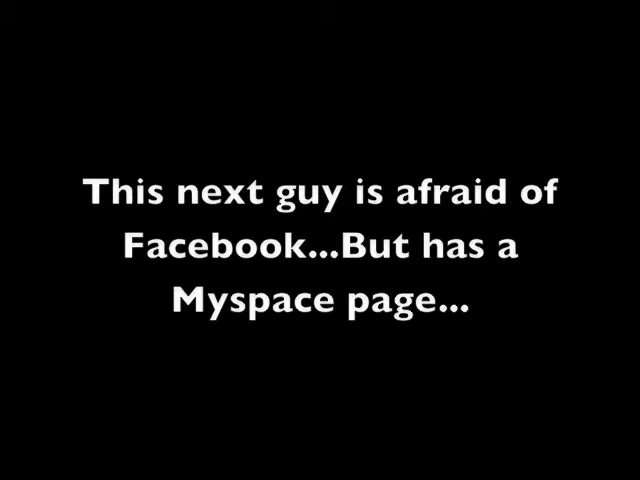 This next guy is afraid of
Facebook...But has a
Myspace page...